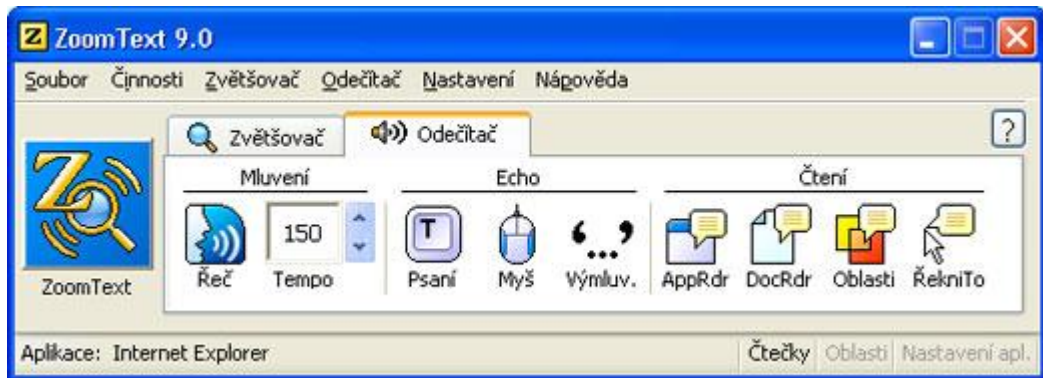 ZoomText 9.0
Soubor Činnosti Zvětšovač Odečítač Nastavení Nápověda
Zvětšovač Odečítač ?
Mluvení Echo Čtení
150 T
Řeč Tempo Psaní Myš Výmluv. AppRdr DocRdr Oblasti ŘekniTo
ZoomText
Aplikace: Internet Explorer Čtečky Oblasti Nastavení apl.